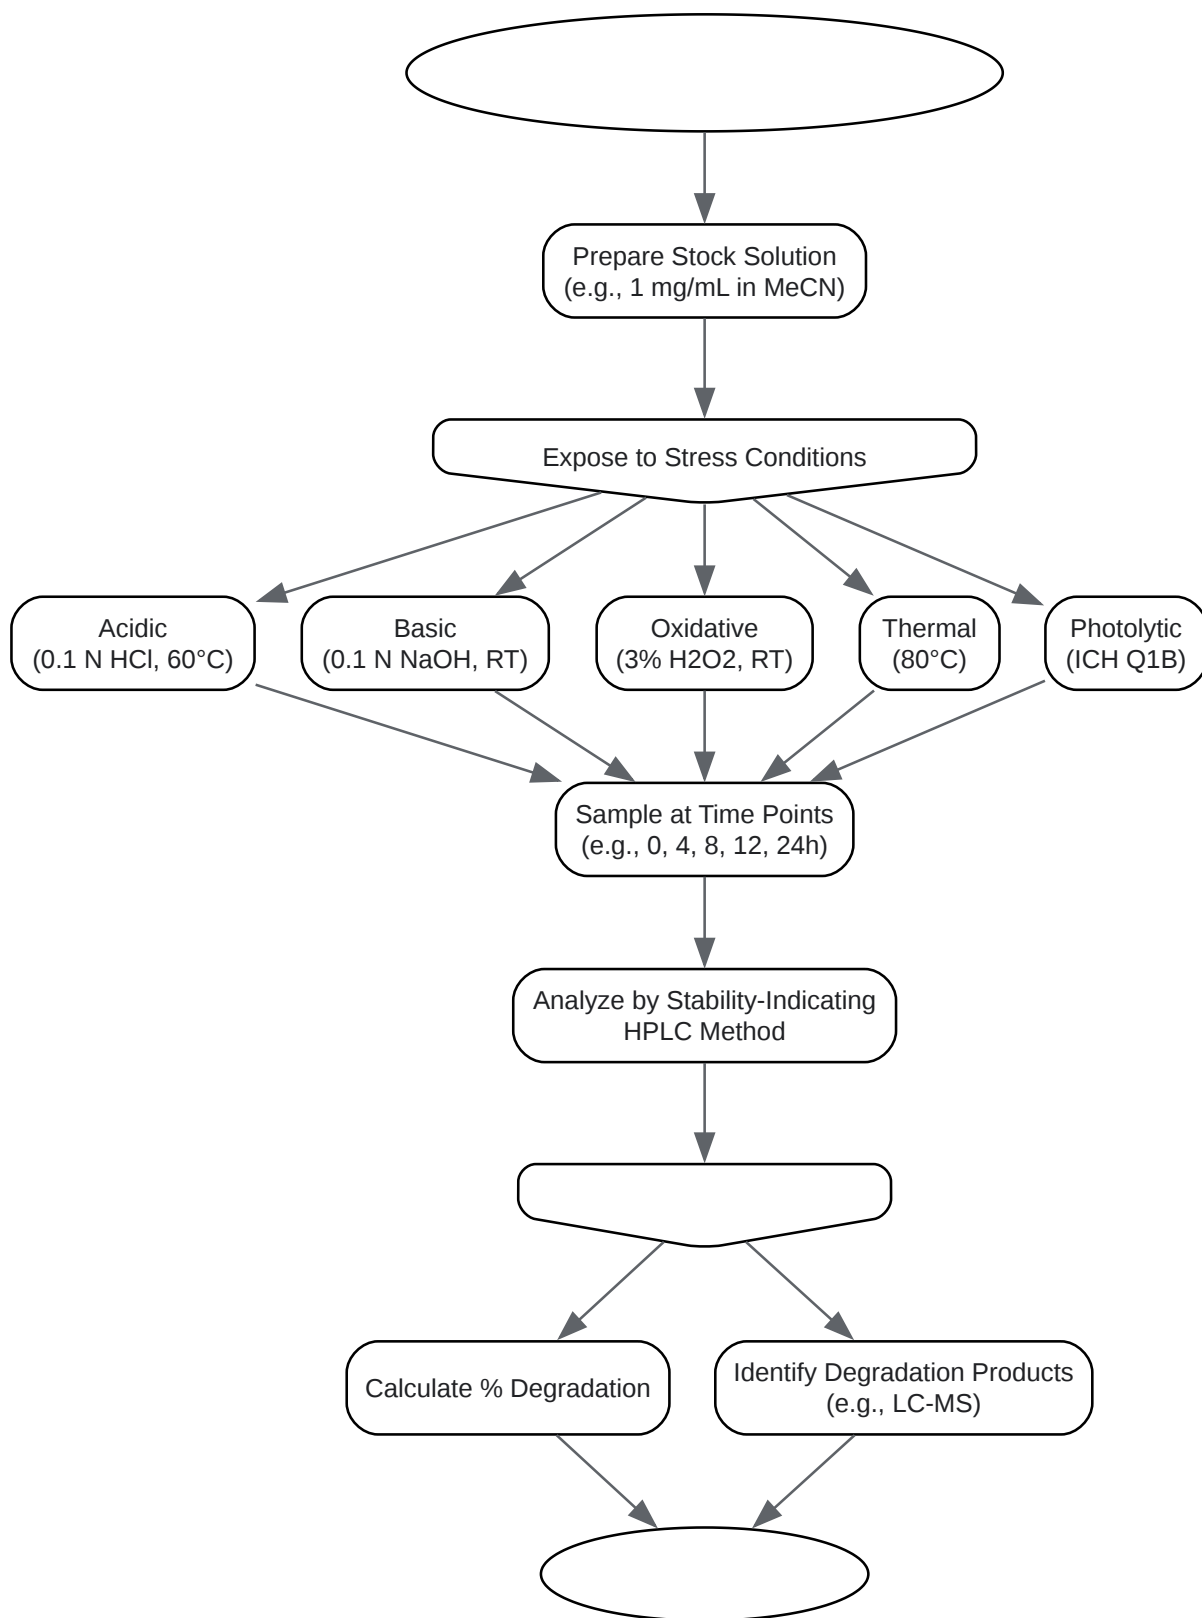 Prepare Stock Solution
(e.g., 1 mg/mL in MeCN)
Expose to Stress Conditions
Acidic
(0.1 N HCl, 60°C)
Basic
(0.1 N NaOH, RT)
Oxidative
(3% H2O2, RT)
Thermal
(80°C)
Photolytic
(ICH Q1B)
Sample at Time Points
(e.g., 0, 4, 8, 12, 24h)
Analyze by Stability-Indicating
HPLC Method
Calculate % Degradation
Identify Degradation Products
(e.g., LC-MS)